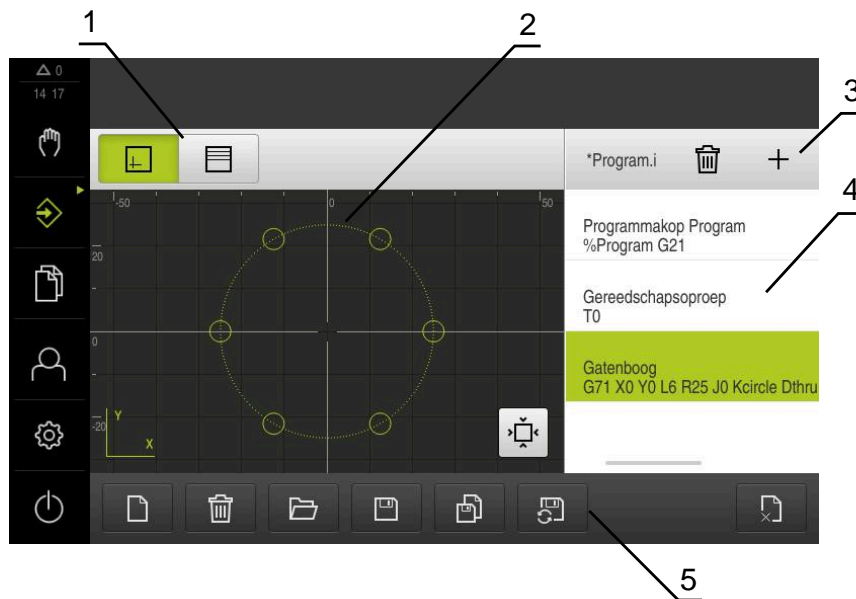 1
2
3
4
5
0
14 17
*Program.i
-50
0
50
20
0
-20
Y
X
Programmakop Program
%Program G21
Gereedschapsoproep
T0
Gatenboog
G71 X0 Y0 L6 R25 J0 Kcircle Dthru